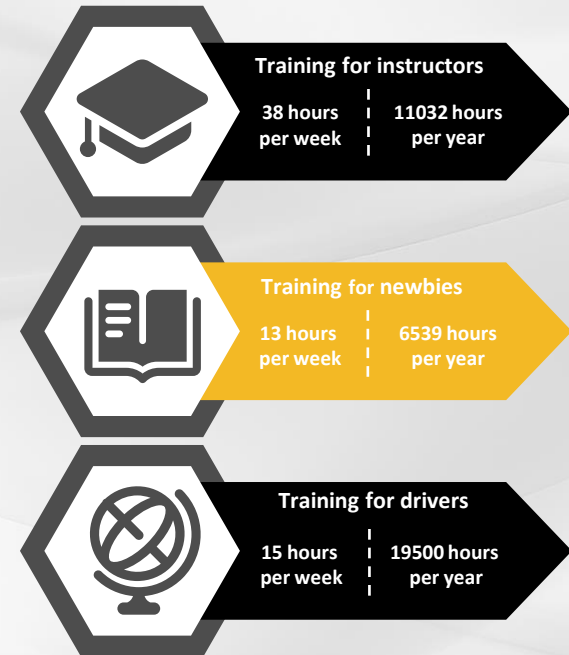 Training for instructors
38 hours
per week
11032 hours
per year
Training for newbies
13 hours
per week
6539 hours
per year
Training for drivers
15 hours
per week
19500 hours
per year